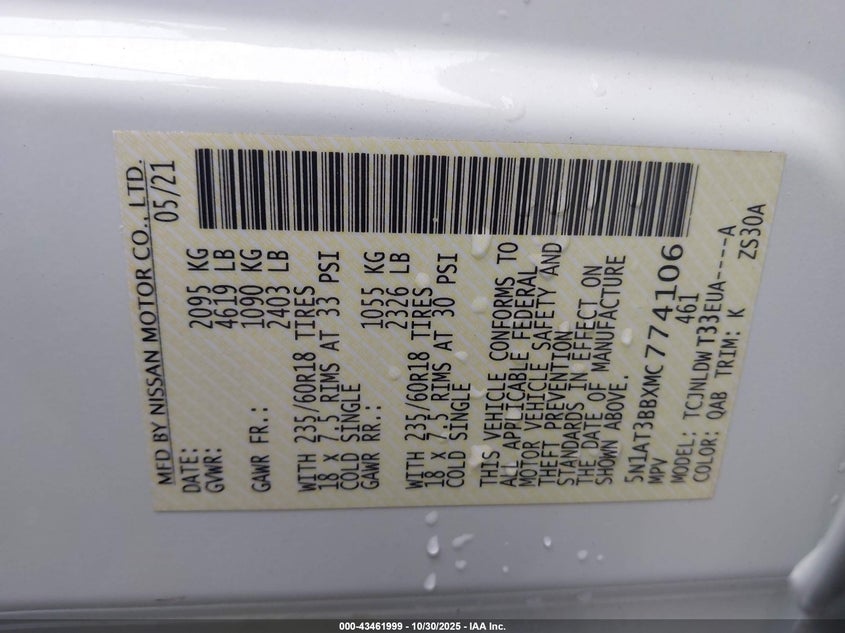 MFD BY NISSAN MOTOR CO., LTD.
DATE: 05/21
GVWR: 2095 KG
4619 LB
GAWR FR.: 1090 KG
2403 LB
WITH 235/60R18 TIRES
18 X 7.5 RIMS AT 33 PSI
COLD SINGLE
GAWR RR.: 1055 KG
2326 LB
WITH 235/60R18 TIRES
18 X 7.5 RIMS AT 30 PSI
COLD SINGLE
THIS VEHICLE CONFORMS TO
ALL APPLICABLE FEDERAL
MOTOR VEHICLE SAFETY AND
THEFT PREVENTION
STANDARDS IN EFFECT ON
THE DATE OF MANUFACTURE
SHOWN ABOVE.
5N1AT3BBXMC774106
MPV 461
MODEL: TCJNLDWT33EUA----A
COLOR: QAB TRIM: K ZS30A
000-43461999 - 10/30/2025 - IAA Inc.